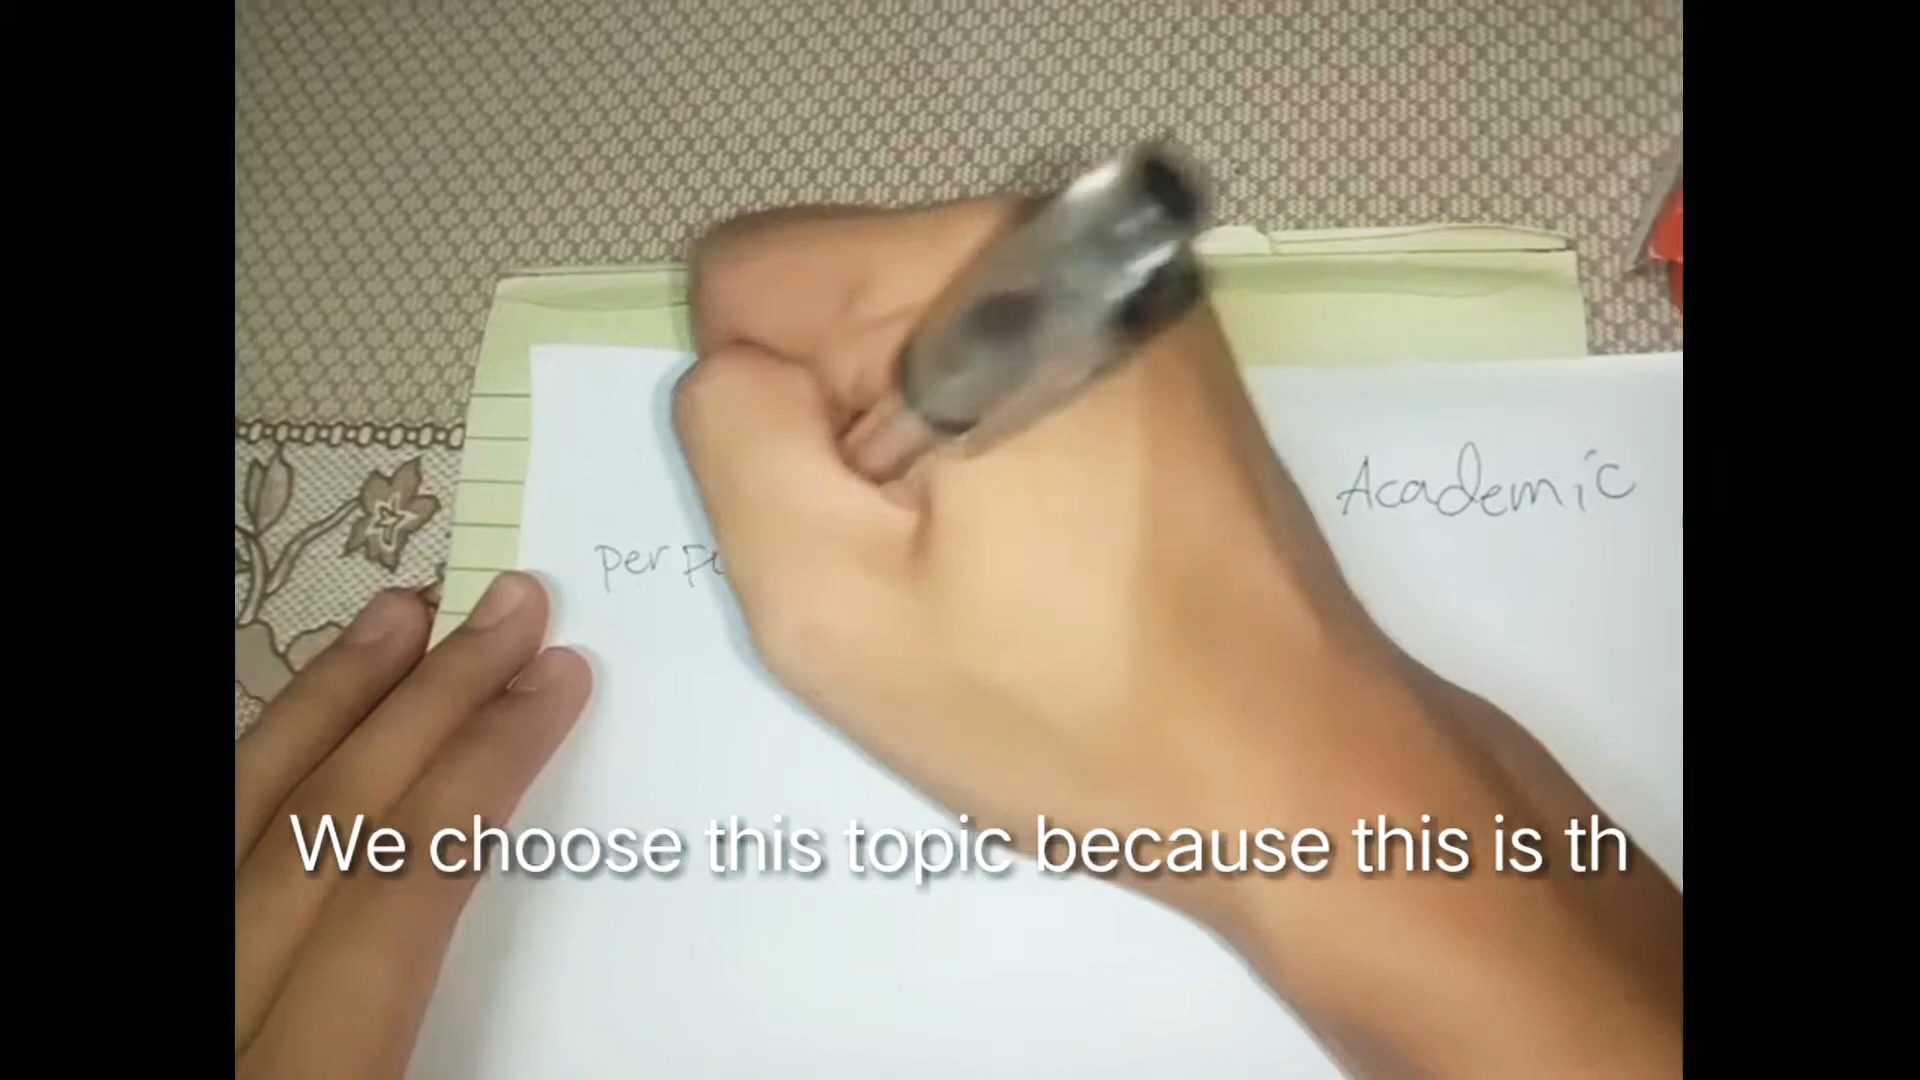 Academic
per
We choose this topic because this is th